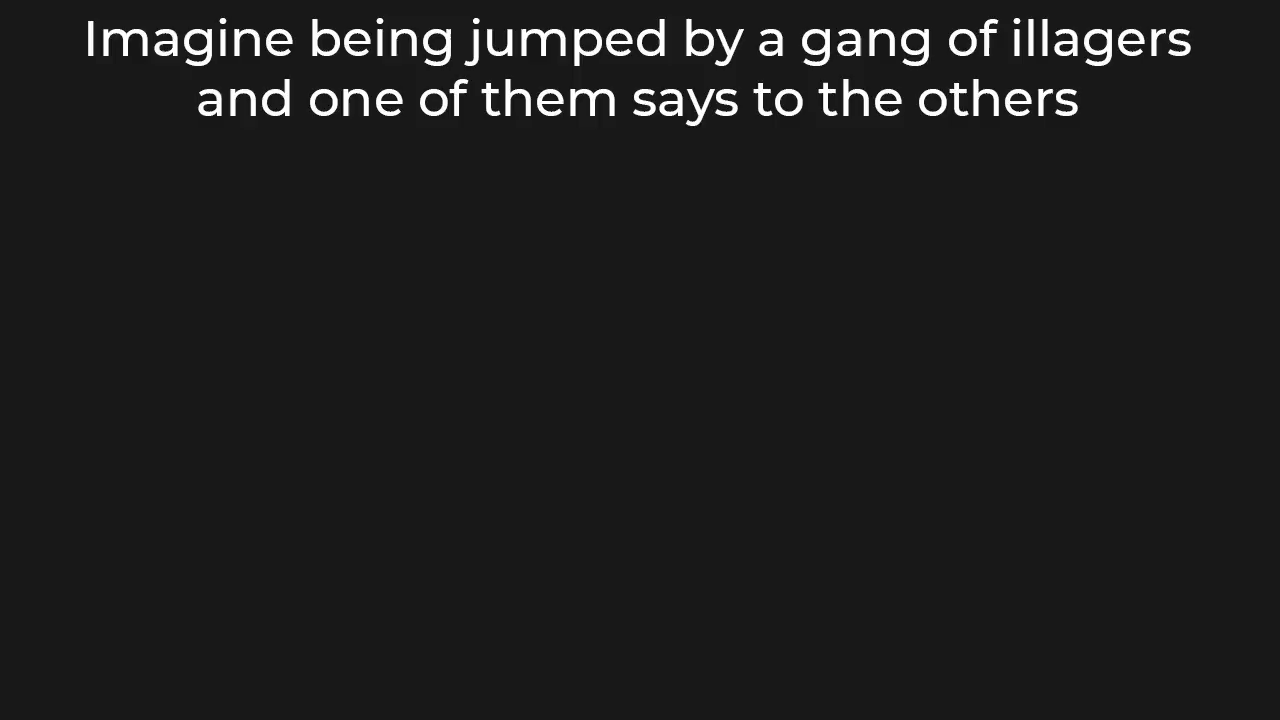 Imagine being jumped by a gang of illagers
and one of them says to the others